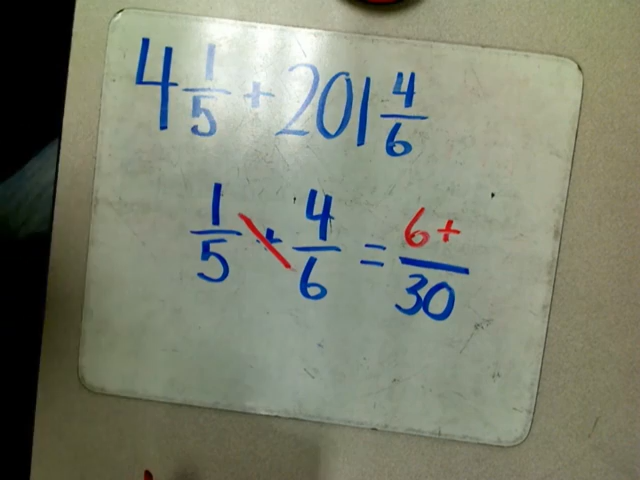 4 1/5 + 201 4/6
1/5 + 4/6 = 6+/30